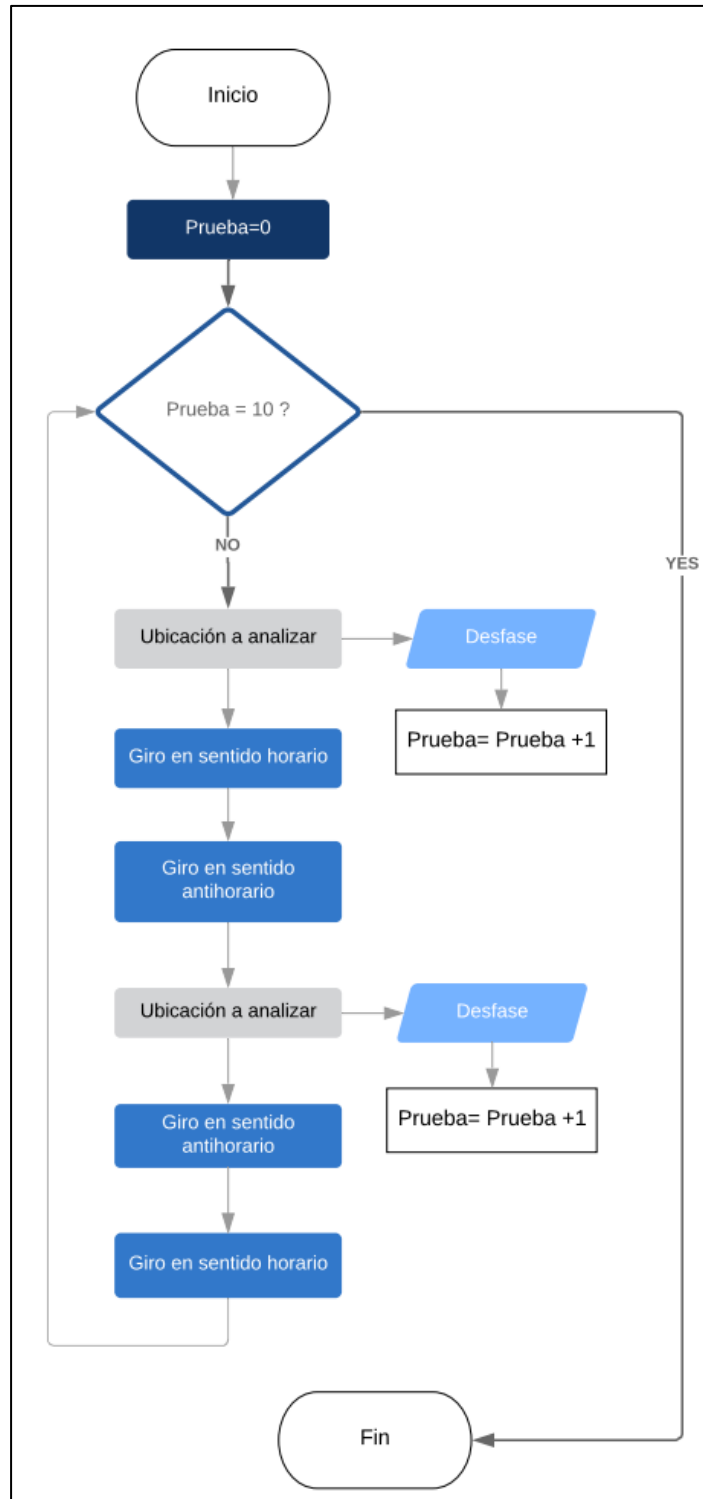 Inicio
Prueba=0
Prueba = 10 ?
NO
YES
Ubicación a analizar
Desfase
Prueba= Prueba +1
Giro en sentido horario
Giro en sentido
antihorario
Ubicación a analizar
Desfase
Prueba= Prueba +1
Giro en sentido
antihorario
Giro en sentido horario
Fin